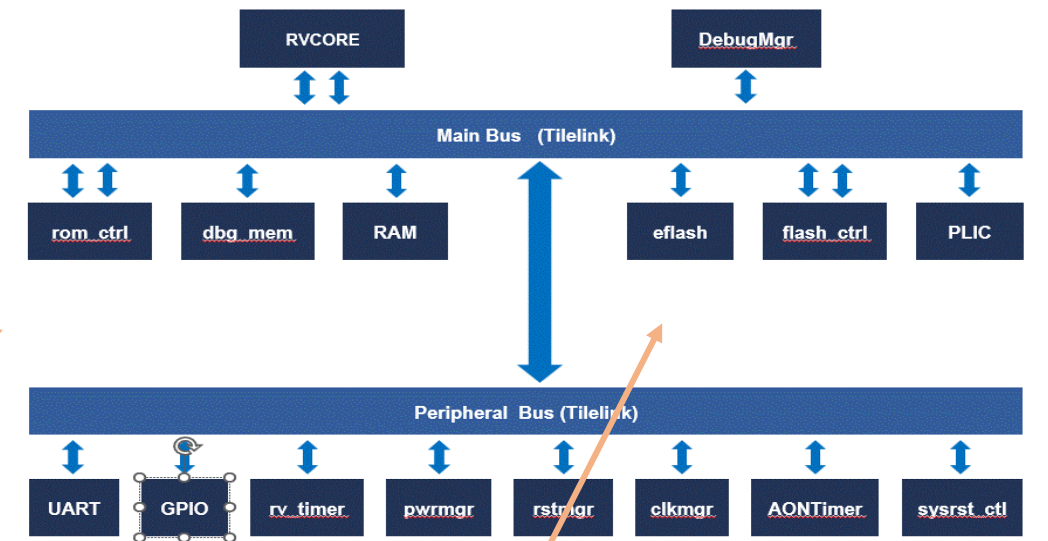 RVCORE
DebugMgr
Main Bus (Tilelink)
rom_ctrl
dbg_mem
RAM
eflash
flash_ctrl
PLIC
Peripheral Bus (Tilelink)
UART
GPIO
rv_timer
pwrmgr
rstmgr
clkmgr
AONTimer
sysrst_ctl